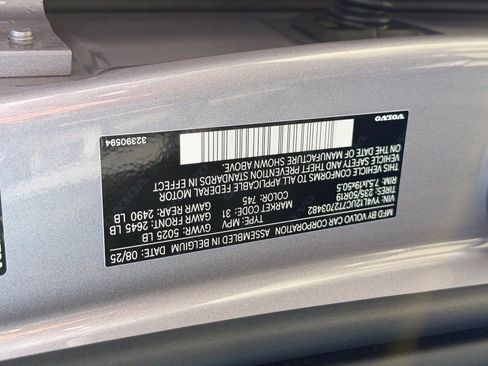 MFD BY VOLVO CAR CORPORATION
ASSEMBLED IN BELGIUM 08/25
TYPE: MPV GVWR: 5025 LB
MARKET CODE: 31 GAWR FRONT: 2645 LB
COLOR: 745 GAWR REAR: 2490 LB
TIRES: 235/50R19
RIM: 7.5Jx19x50.5
THIS VEHICLE CONFORMS TO ALL APPLICABLE FEDERAL MOTOR
VEHICLE SAFETY AND THEFT PREVENTION STANDARDS IN EFFECT
ON THE DATE OF MANUFACTURE SHOWN ABOVE.
VOLVO
32390594